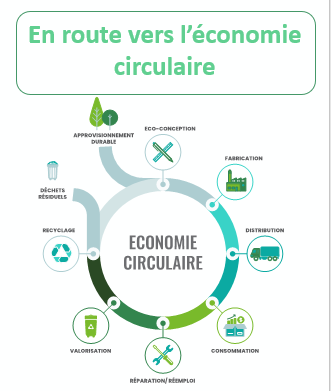 En route vers l'économie
circulaire
APPROVISIONNEMENT
DURABLE
ECO-CONCEPTION
FABRICATION
DÉCHETS
RÉSIDUELS
RECYCLAGE
DISTRIBUTION
ECONOMIE
CIRCULAIRE
VALORISATION
CONSOMMATION
RÉPARATION/ RÉEMPLOI